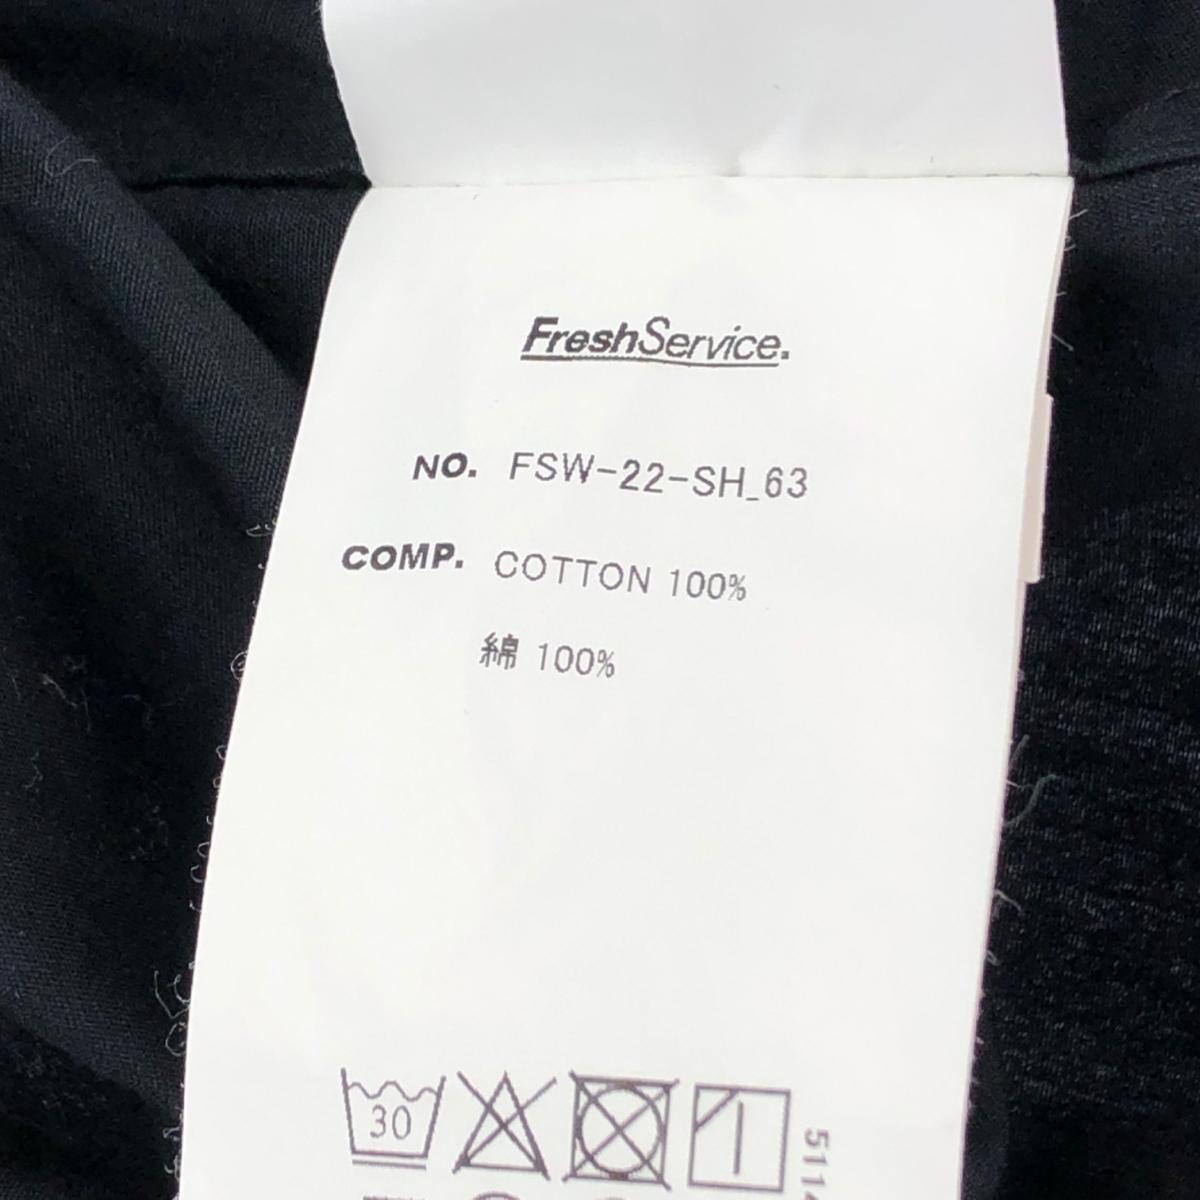 FreshService.
NO. FSW-22-SH_63
COMP. COTTON 100%
綿 100%
30